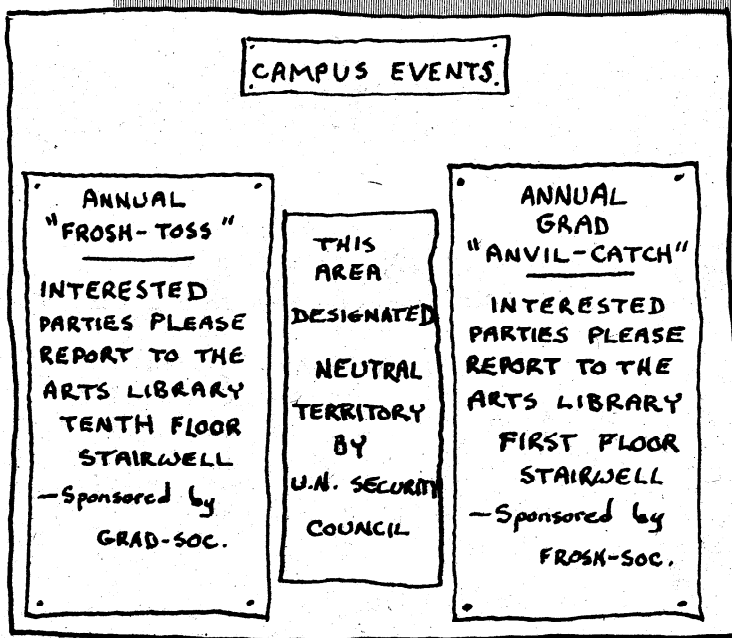 CAMPUS EVENTS
ANNUAL
"FROSH-TOSS"
INTERESTED
PARTIES PLEASE
REPORT TO THE
ARTS LIBRARY
TENTH FLOOR
STAIRWELL
—Sponsored by
GRAD-SOC.
THIS
AREA
DESIGNATED
NEUTRAL
TERRITORY
BY
U.N. SECURITY
COUNCIL
ANNUAL
GRAD
"ANVIL-CATCH"
INTERESTED
PARTIES PLEASE
REPORT TO THE
ARTS LIBRARY
FIRST FLOOR
STAIRWELL
—Sponsored by
FROSH-SOC.